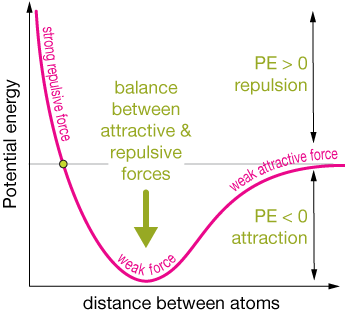 Potential energy
strong repulsive force
balance
between
attractive &
repulsive
forces
weak force
weak attractive force
PE > 0
repulsion
PE < 0
attraction
distance between atoms